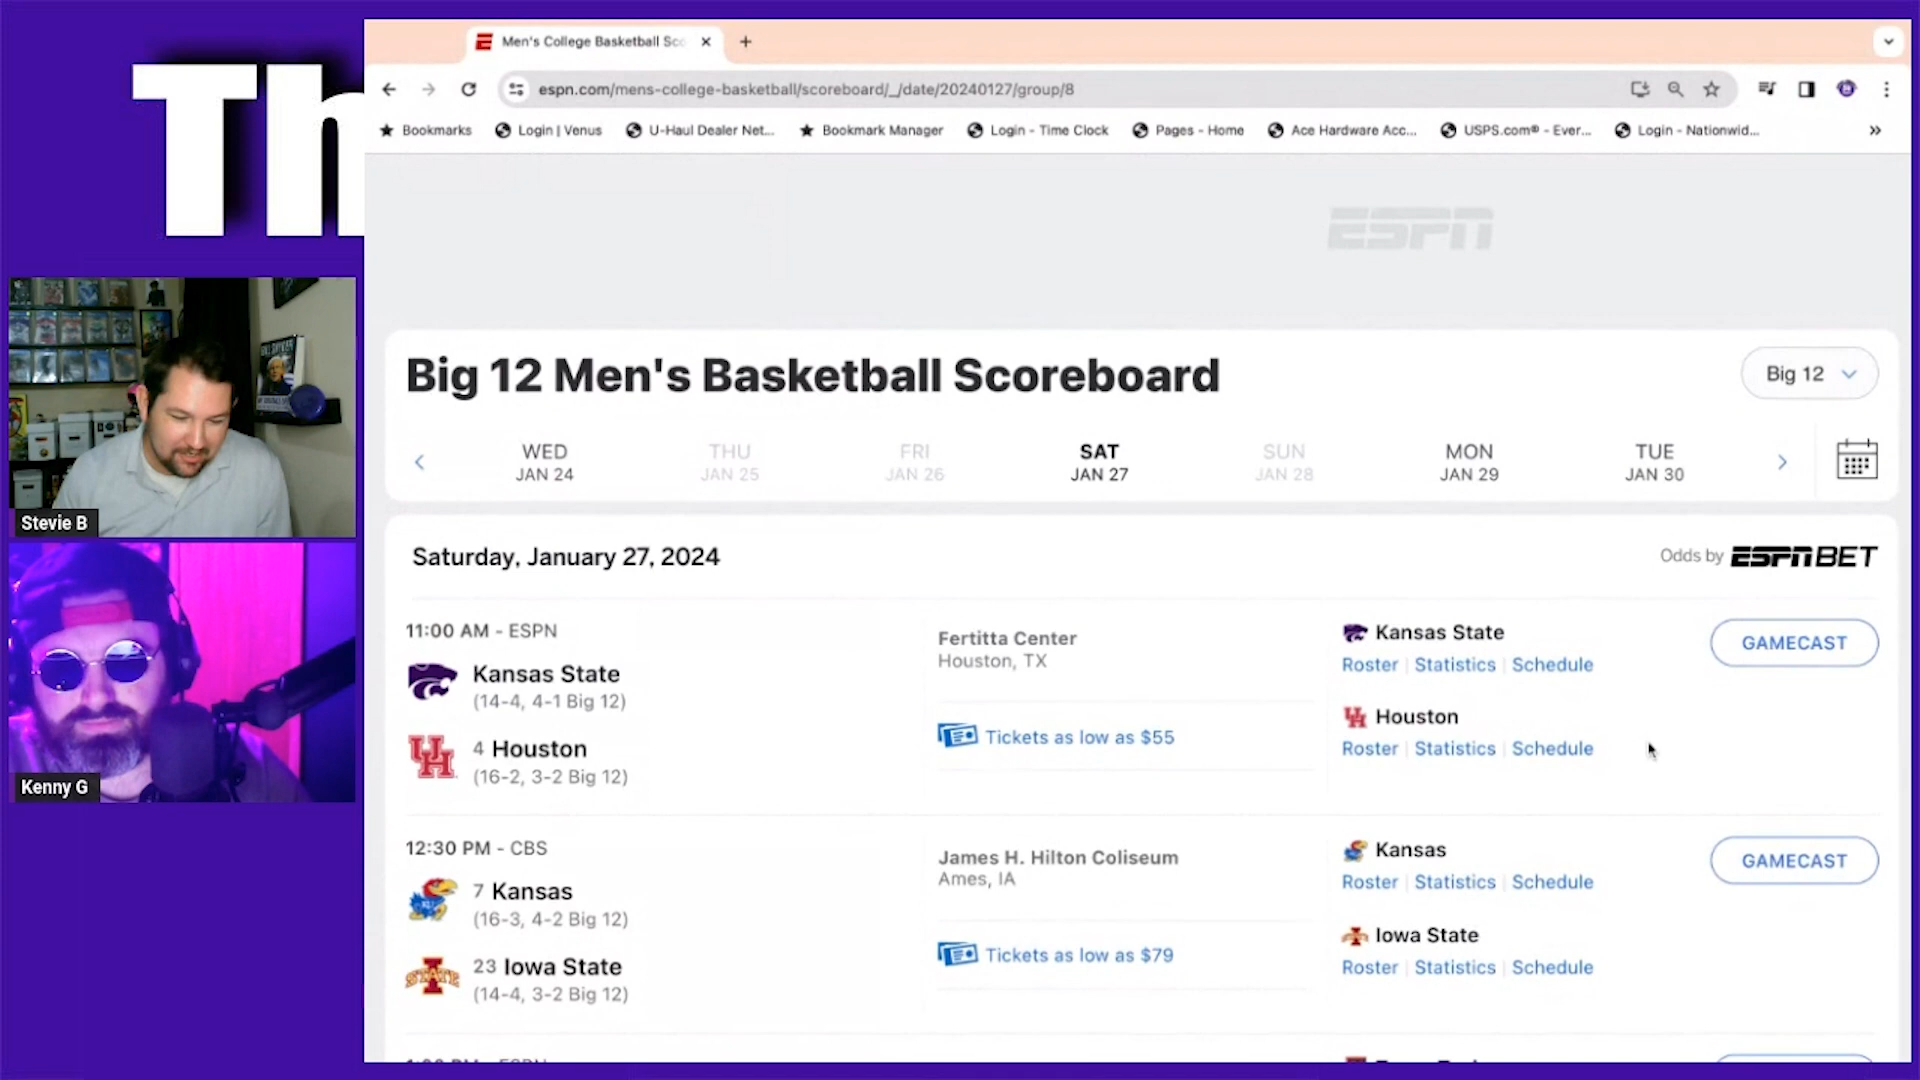 Th
Men's College Basketball Sco
espn.com/mens-college-basketball/scoreboard/_/date/20240127/group/8
Bookmarks
Login | Venus
U-Haul Dealer Net...
Bookmark Manager
Login - Time Clock
Pages - Home
Ace Hardware Acc...
USPS.com® - Ever...
Login - Nationwid...
ESPN
Big 12 Men's Basketball Scoreboard
Big 12
WED
JAN 24
THU
JAN 25
FRI
JAN 26
SAT
JAN 27
SUN
JAN 28
MON
JAN 29
TUE
JAN 30
Saturday, January 27, 2024
Odds by ESPN BET
11:00 AM - ESPN
Kansas State
(14-4, 4-1 Big 12)
4 Houston
(16-2, 3-2 Big 12)
Fertitta Center
Houston, TX
Tickets as low as $55
Kansas State
Roster | Statistics | Schedule
Houston
Roster | Statistics | Schedule
GAMECAST
12:30 PM - CBS
7 Kansas
(16-3, 4-2 Big 12)
23 Iowa State
(14-4, 3-2 Big 12)
James H. Hilton Coliseum
Ames, IA
Tickets as low as $79
Kansas
Roster | Statistics | Schedule
Iowa State
Roster | Statistics | Schedule
GAMECAST
Stevie B
Kenny G